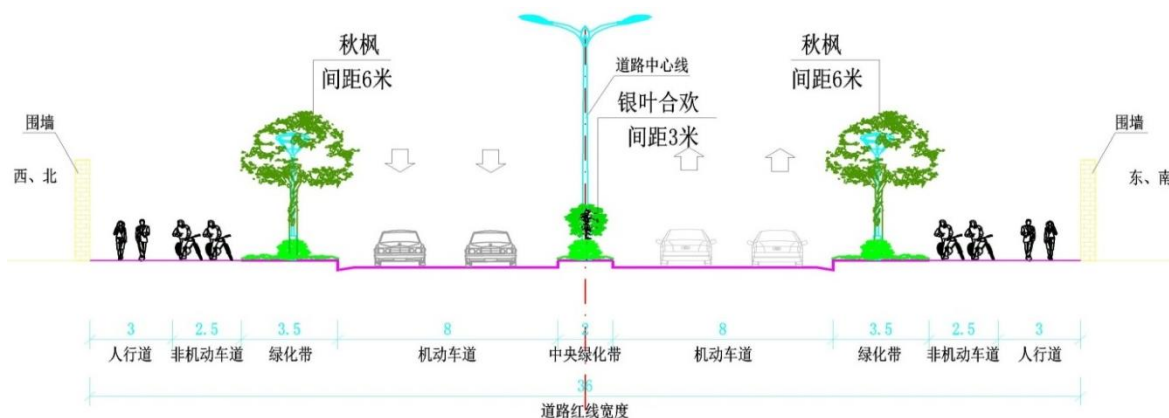 秋枫
间距6米
道路中心线
银叶合欢
间距3米
秋枫
间距6米
围墙
围墙
西、北
东、南
3 2.5 3.5 8 2 8 3.5 2.5 3
人行道 非机动车道 绿化带 机动车道 中央绿化带 机动车道 绿化带 非机动车道 人行道
36
道路红线宽度